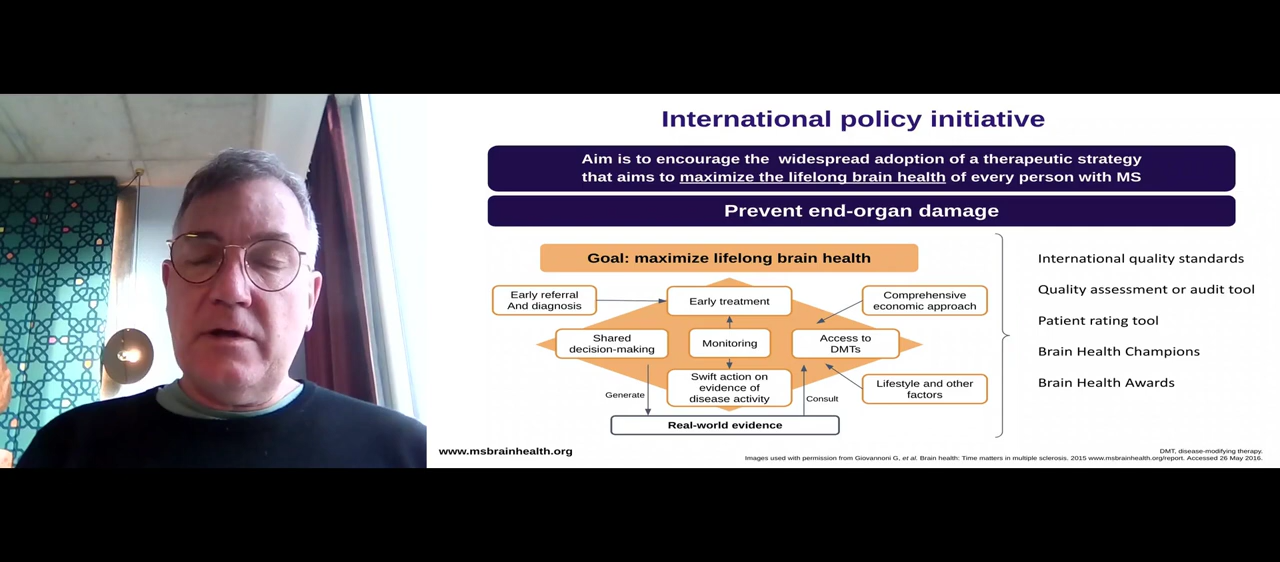 International policy initiative
Aim is to encourage the  widespread adoption of a therapeutic strategy
that aims to maximize the lifelong brain health of every person with MS
Prevent end-organ damage
Goal: maximize lifelong brain health
Early referral
And diagnosis
Early treatment
Comprehensive
economic approach
Shared
decision-making
Monitoring
Access to
DMTs
Swift action on
evidence of
disease activity
Lifestyle and other
factors
Generate
Consult
Real-world evidence
International quality standards
Quality assessment or audit tool
Patient rating tool
Brain Health Champions
Brain Health Awards
www.msbrainhealth.org
DMT, disease-modifying therapy.
Images used with permission from Giovannoni G, et al. Brain health: Time matters in multiple sclerosis. 2015 www.msbrainhealth.org/report. Accessed 26 May 2016.